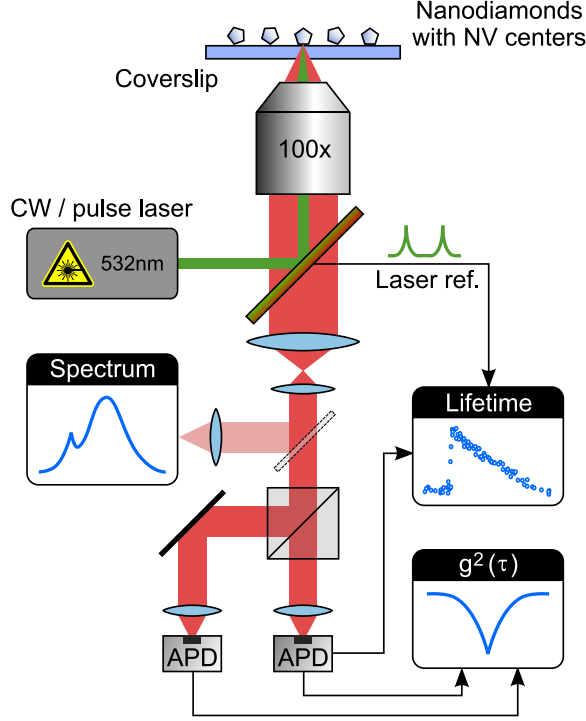 Nanodiamonds
with NV centers
Coverslip
100x
CW / pulse laser
532nm
Laser ref.
Spectrum
Lifetime
g²(τ)
APD
APD